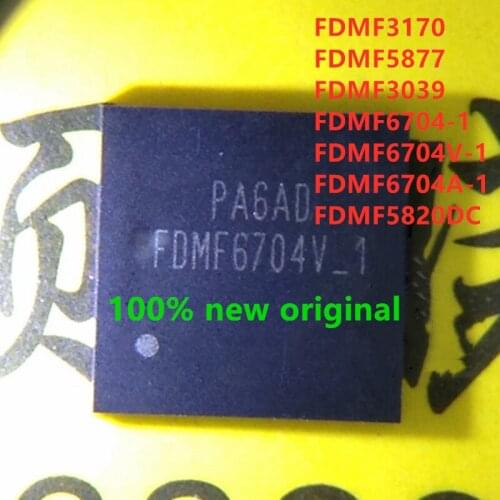 FDMF3170
FDMF5877
FDMF3039
FDMF6704-1
FDMF6704V-1
FDMF6704A-1
FDMF5820DC
PA6AD
FDMF6704V_1
100% new original